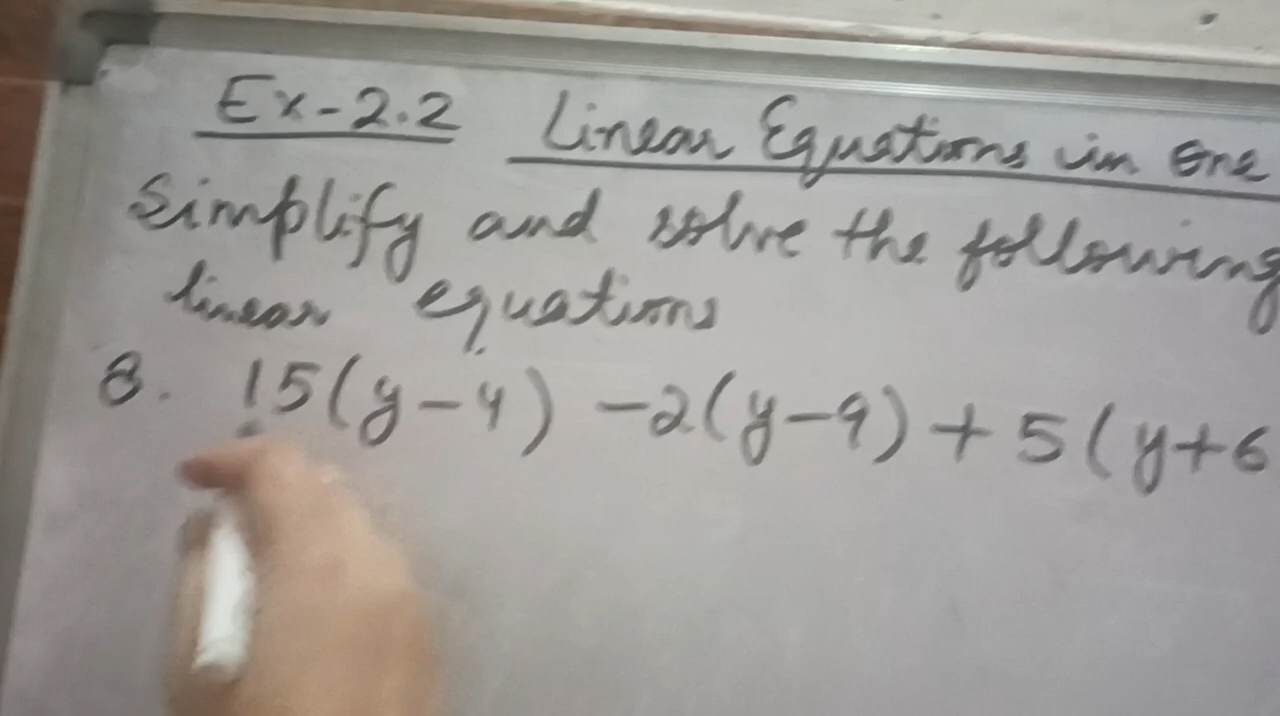 Ex-2.2 Linear Equations in One
Simplify and solve the following
linear equations
8. 15(y-4) -2(y-9) + 5(y+6